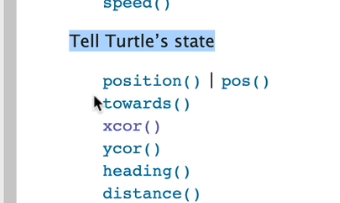 speed()
Tell Turtle's state
position() | pos()
towards()
xcor()
ycor()
heading()
distance()